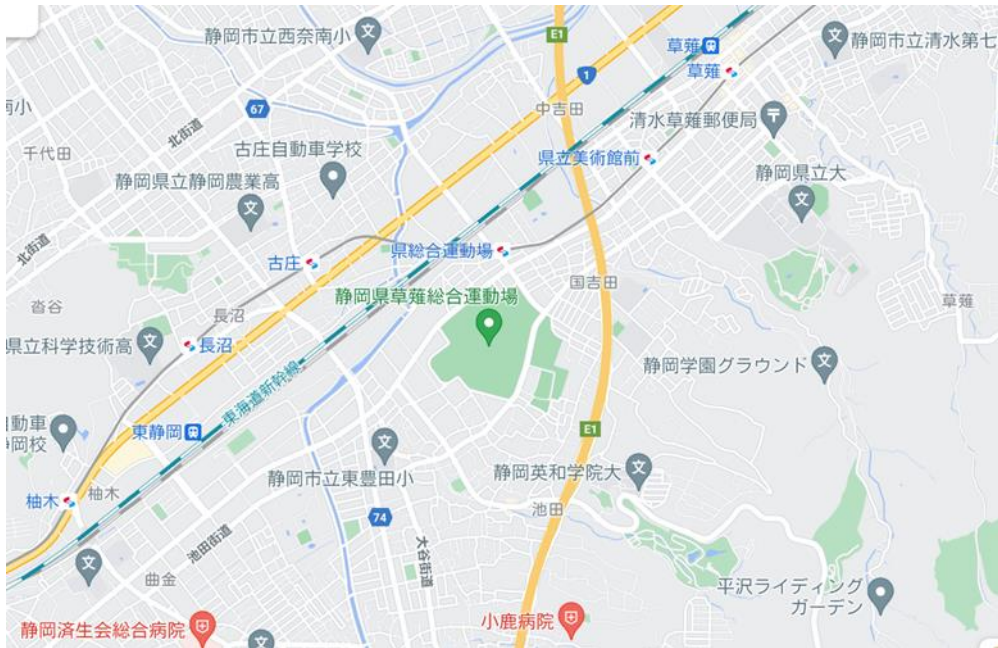 静岡市立西奈南小
E1
草薙
静岡市立清水第七
草薙
1
南小
67
中吉田
清水草薙郵便局
北街道
千代田
古庄自動車学校
県立美術館前
静岡県立静岡農業高
静岡県立大
北街道
古庄
県総合運動場
国吉田
沓谷
静岡県草薙総合運動場
草薙
長沼
県立科学技術高
長沼
静岡学園グラウンド
東海道新幹線
動車
静岡校
東静岡
E1
静岡市立東豊田小
静岡英和学院大
柚木
柚木
池田
74
池田街道
大谷街道
曲金
平沢ライディング
ガーデン
静岡済生会総合病院
小鹿病院